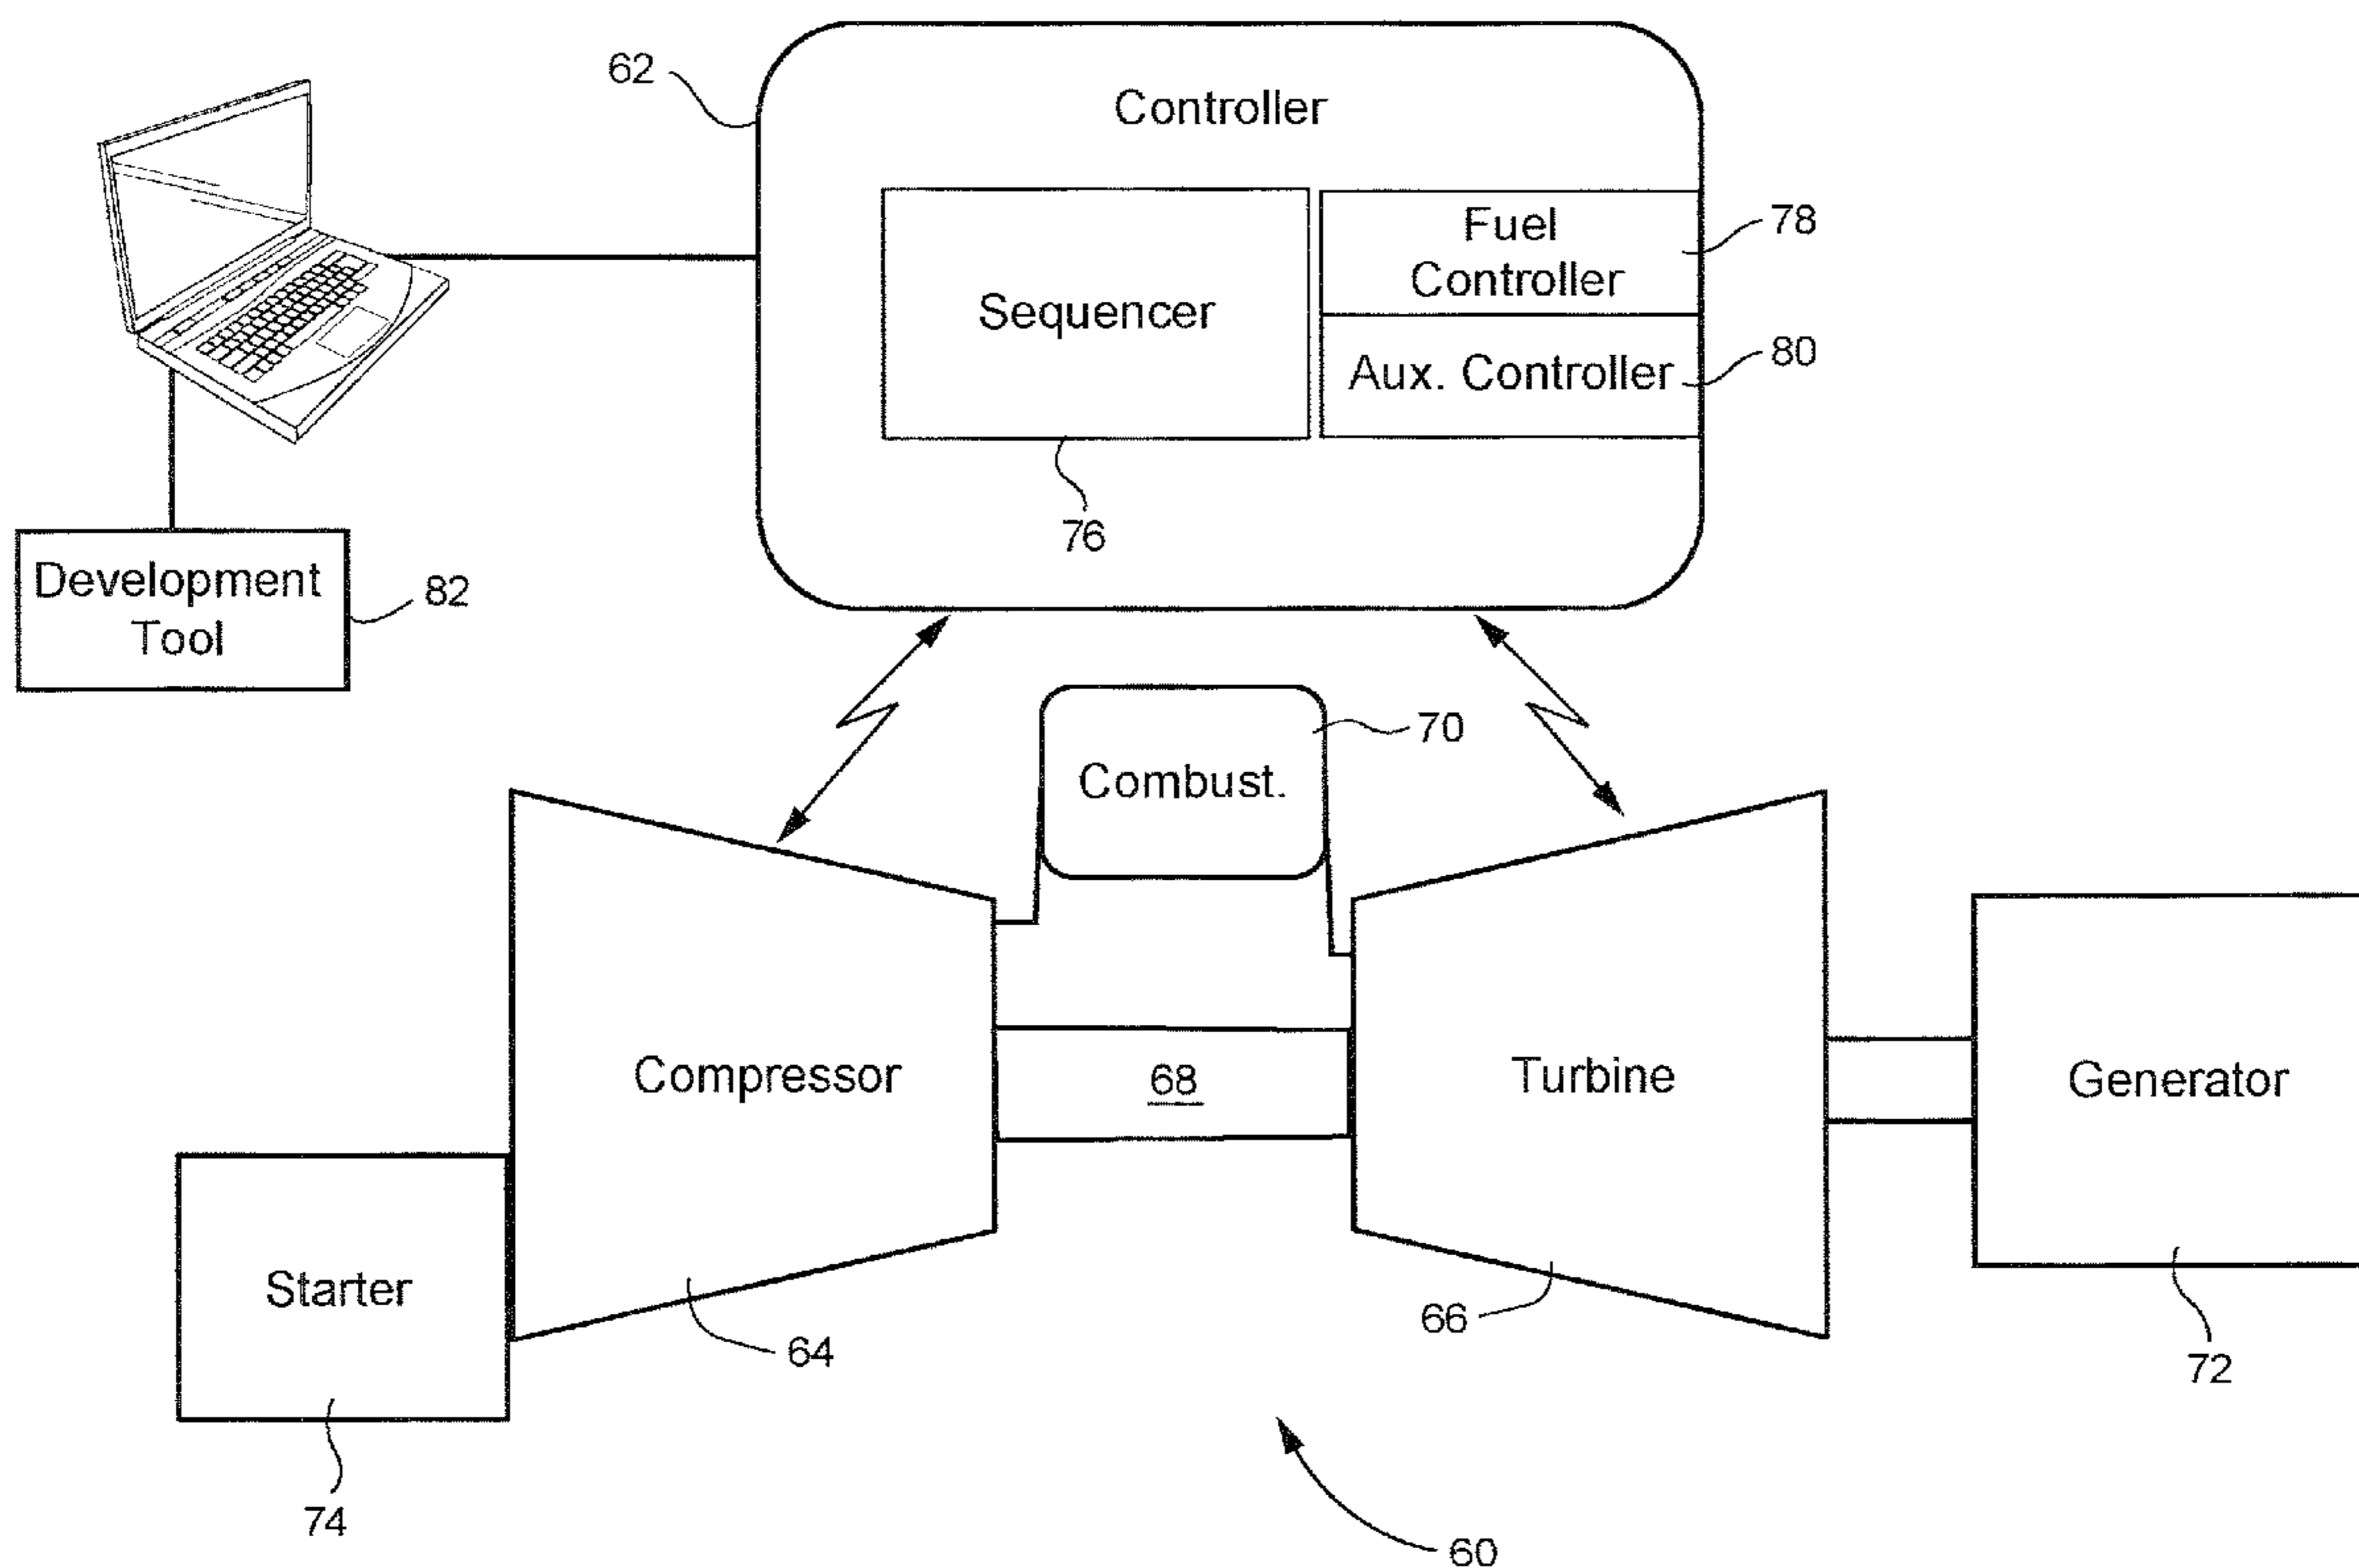 62
Controller
Fuel
Controller
78
Sequencer
Aux. Controller
80
76
Development
Tool
82
70
Combust.
Compressor
68
Turbine
Generator
Starter
64
66
72
74
60